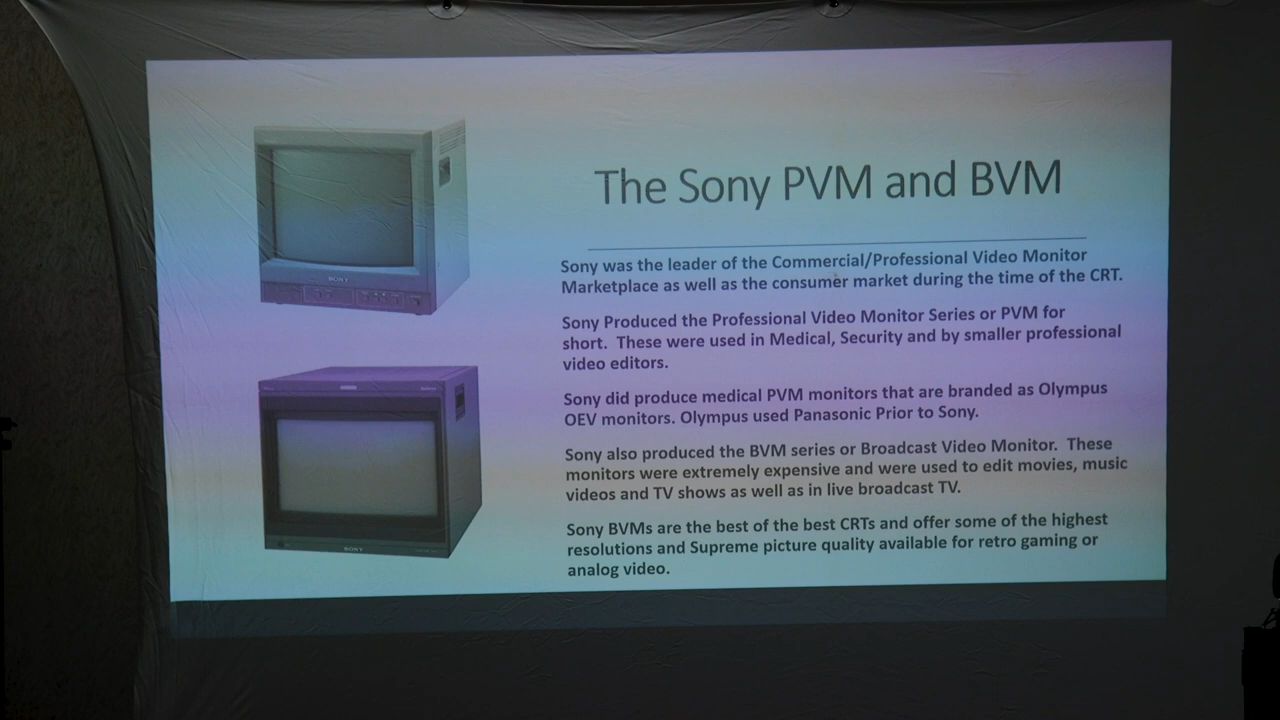 The Sony PVM and BVM
Sony was the leader of the Commercial/Professional Video Monitor
Marketplace as well as the consumer market during the time of the CRT.
Sony Produced the Professional Video Monitor Series or PVM for
short.  These were used in Medical, Security and by smaller professional
video editors.
Sony did produce medical PVM monitors that are branded as Olympus
OEV monitors. Olympus used Panasonic Prior to Sony.
Sony also produced the BVM series or Broadcast Video Monitor.  These
monitors were extremely expensive and were used to edit movies, music
videos and TV shows as well as in live broadcast TV.
Sony BVMs are the best of the best CRTs and offer some of the highest
resolutions and Supreme picture quality available for retro gaming or
analog video.
SONY
SONY